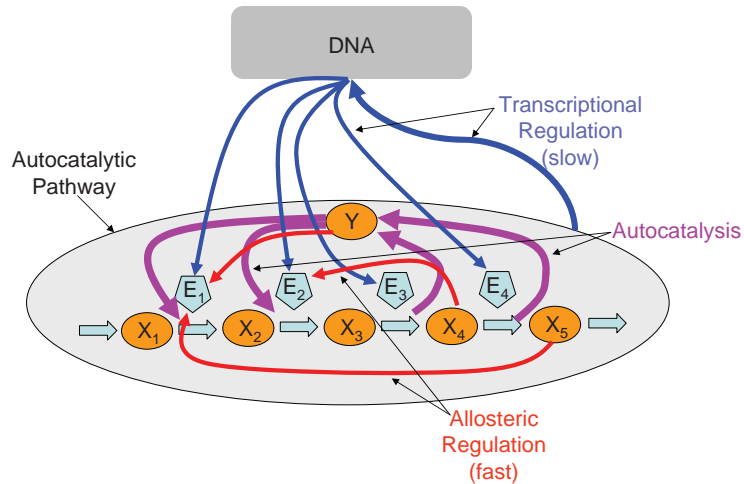 DNA
Transcriptional
Regulation
(slow)
Autocatalytic
Pathway
Y
Autocatalysis
E1
E2
E3
E4
X1
X2
X3
X4
X5
Allosteric
Regulation
(fast)